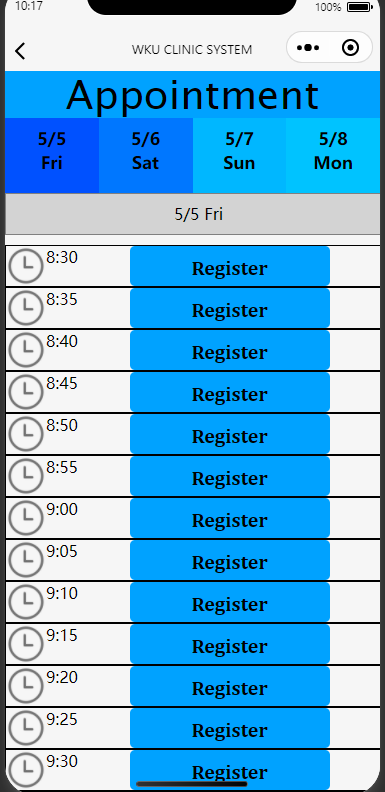 10:17 100%
WKU CLINIC SYSTEM
Appointment
5/5 5/6 5/7 5/8
Fri Sat Sun Mon
5/5 Fri
8:30 Register
8:35 Register
8:40 Register
8:45 Register
8:50 Register
8:55 Register
9:00 Register
9:05 Register
9:10 Register
9:15 Register
9:20 Register
9:25 Register
9:30 Register